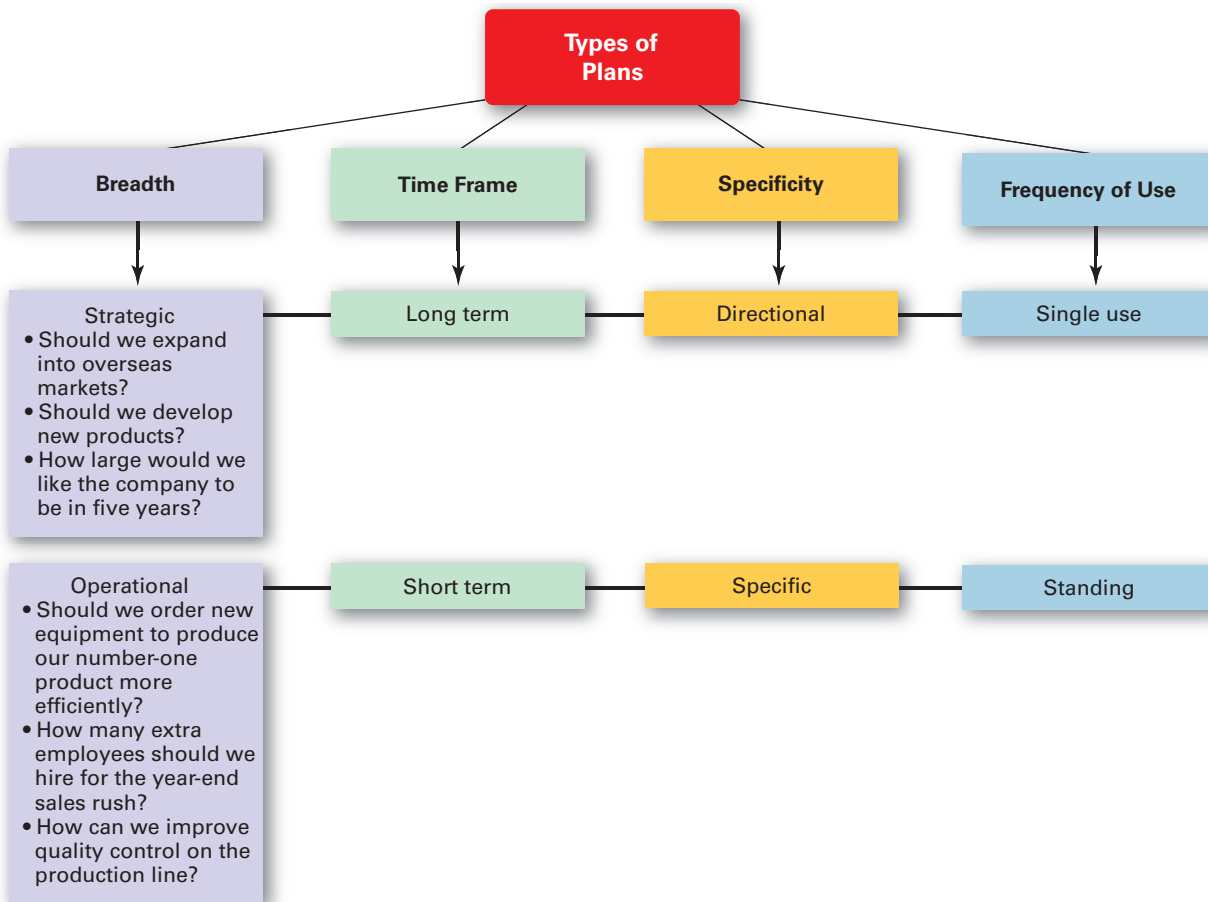 Types of
Plans
Breadth
Time Frame
Specificity
Frequency of Use
Strategic
• Should we expand
into overseas
markets?
• Should we develop
new products?
• How large would we
like the company to
be in five years?
Long term
Directional
Single use
Operational
• Should we order new
equipment to produce
our number-one
product more
efficiently?
• How many extra
employees should we
hire for the year-end
sales rush?
• How can we improve
quality control on the
production line?
Short term
Specific
Standing